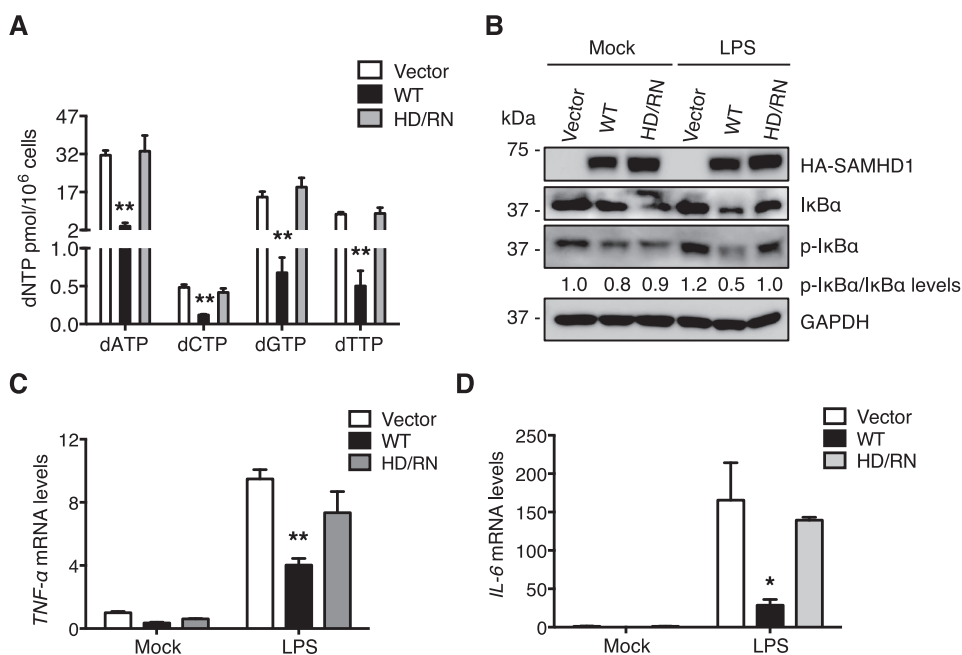 A
Vector
WT
HD/RN
dNTP pmol/10⁶ cells
47
32
17
2
1.0
0.5
0.0
**
**
**
**
dATP
dCTP
dGTP
dTTP
B
Mock
LPS
kDa
Vector
WT
HD/RN
Vector
WT
HD/RN
75 -
HA-SAMHD1
37 -
IκBα
37 -
p-IκBα
1.0 0.8 0.9 1.2 0.5 1.0 p-IκBα/IκBα levels
37 -
GAPDH
C
Vector
WT
HD/RN
TNF-α mRNA levels
12
8
4
0
**
Mock
LPS
D
Vector
WT
HD/RN
IL-6 mRNA levels
250
200
150
100
50
0
*
Mock
LPS